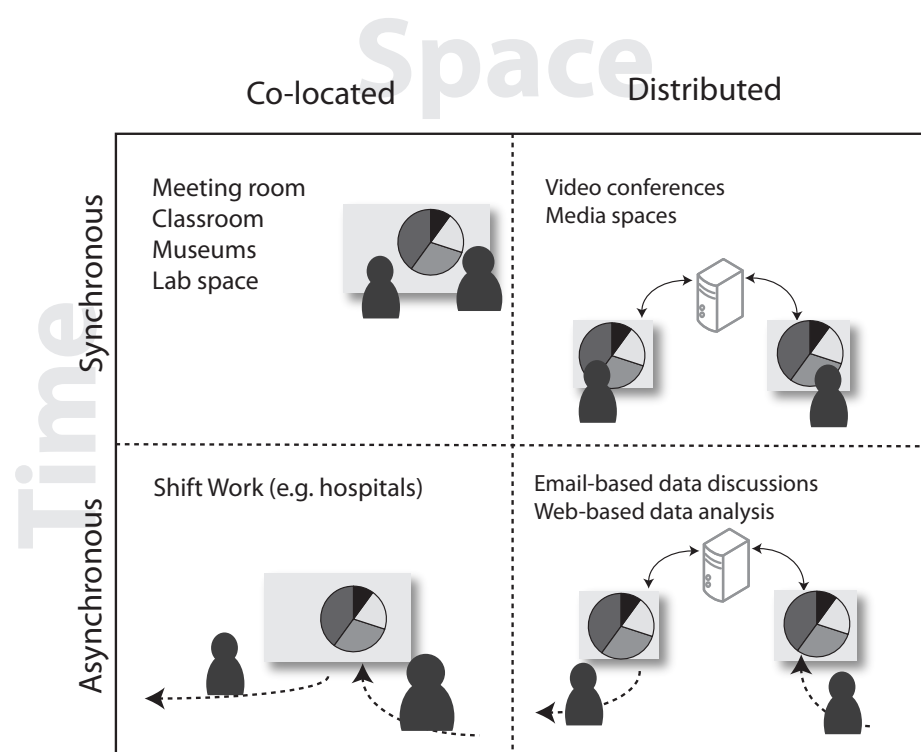 Space
Co-located
Distributed
Time
Synchronous
Meeting room
Classroom
Museums
Lab space
Video conferences
Media spaces
Asynchronous
Shift Work (e.g. hospitals)
Email-based data discussions
Web-based data analysis